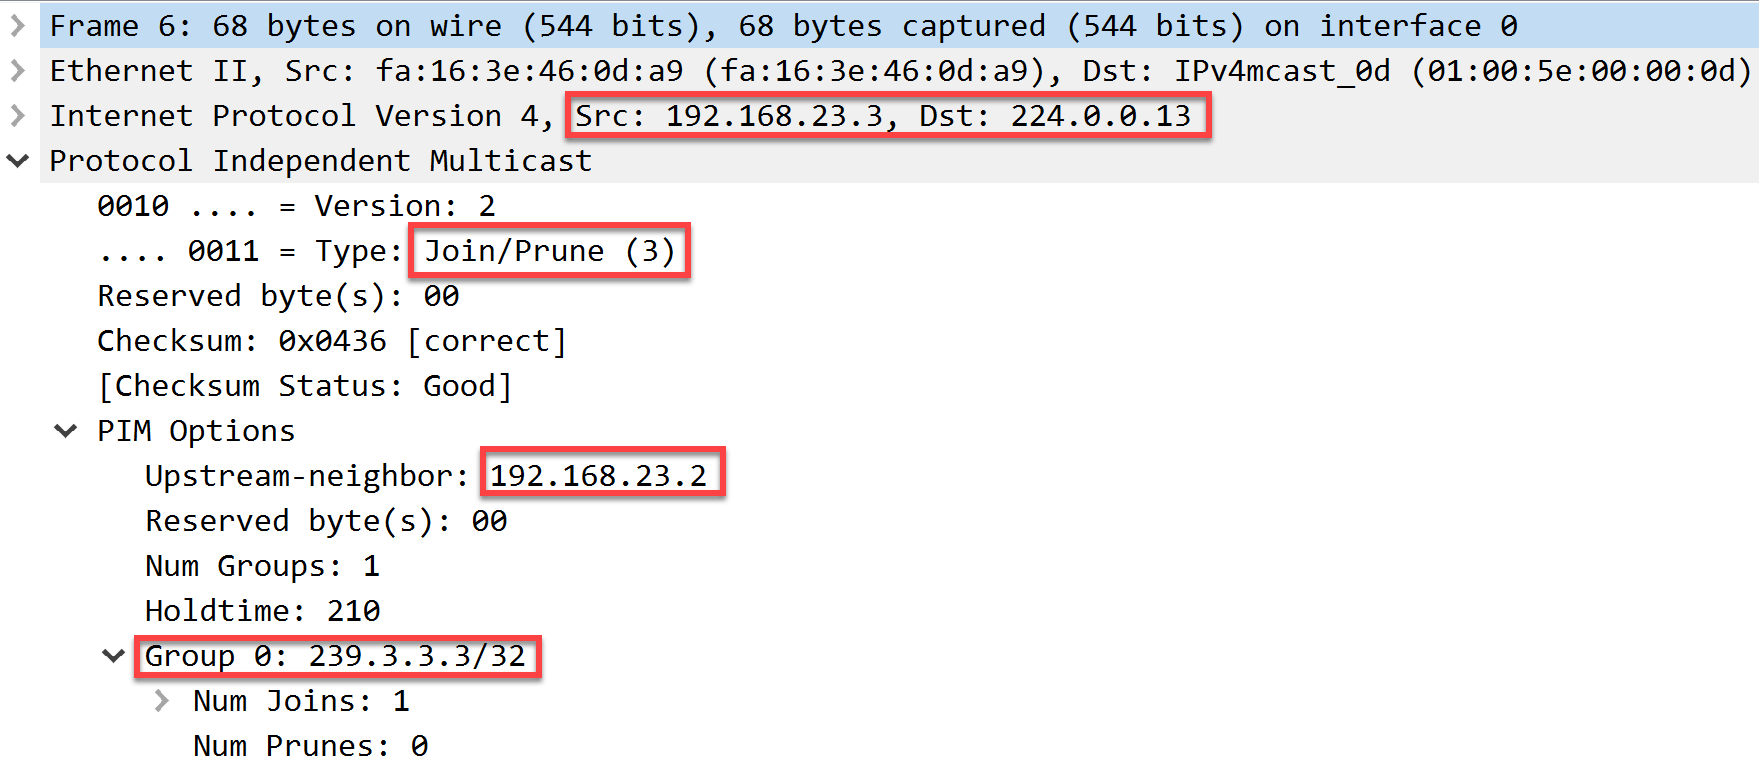 Frame 6: 68 bytes on wire (544 bits), 68 bytes captured (544 bits) on interface 0
Ethernet II, Src: fa:16:3e:46:0d:a9 (fa:16:3e:46:0d:a9), Dst: IPv4mcast_0d (01:00:5e:00:00:0d)
Internet Protocol Version 4, Src: 192.168.23.3, Dst: 224.0.0.13
Protocol Independent Multicast
0010 .... = Version: 2
.... 0011 = Type: Join/Prune (3)
Reserved byte(s): 00
Checksum: 0x0436 [correct]
[Checksum Status: Good]
PIM Options
Upstream-neighbor: 192.168.23.2
Reserved byte(s): 00
Num Groups: 1
Holdtime: 210
Group 0: 239.3.3.3/32
Num Joins: 1
Num Prunes: 0